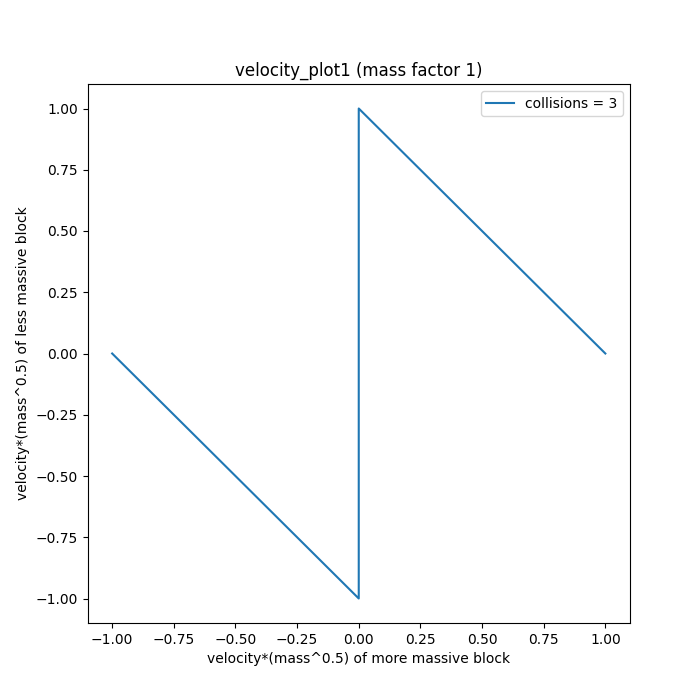 velocity_plot1 (mass factor 1)
collisions = 3
1.00
0.75
0.50
0.25
0.00
−0.25
−0.50
−0.75
−1.00
velocity*(mass^0.5) of less massive block
−1.00 −0.75 −0.50 −0.25 0.00 0.25 0.50 0.75 1.00
velocity*(mass^0.5) of more massive block